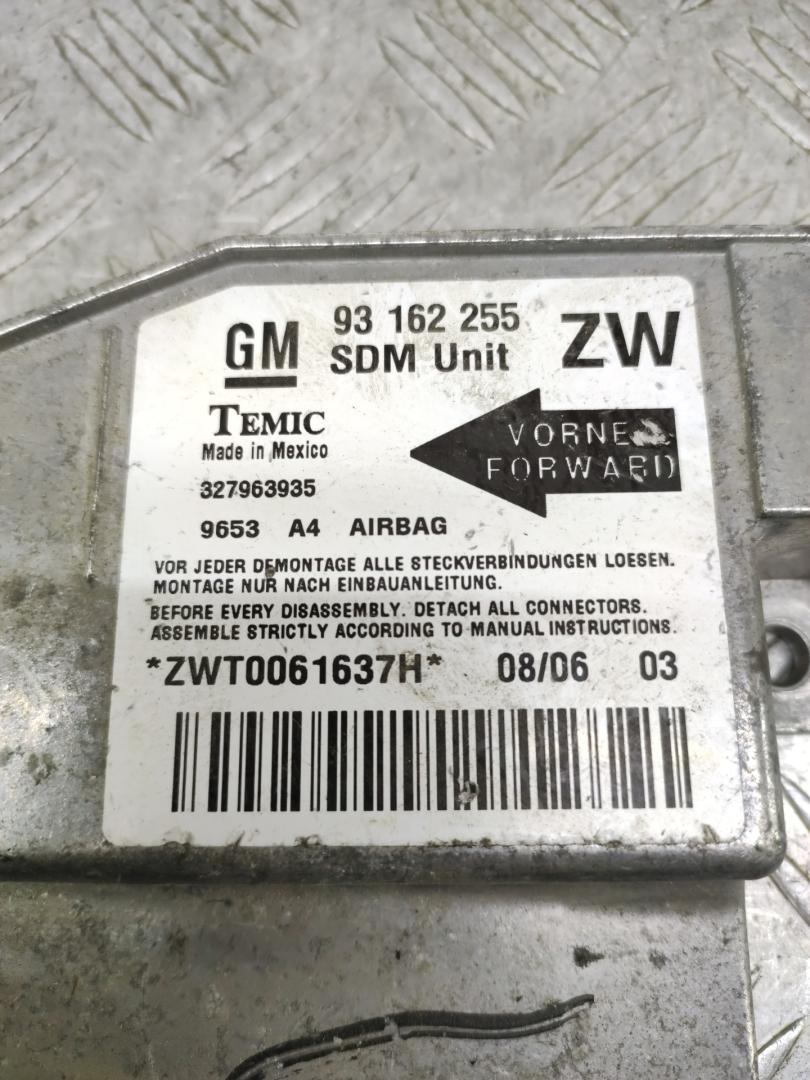 GM 93 162 255 ZW
SDM Unit
TEMIC
Made in Mexico
VORNE
FORWARD
327963935
9653 A4 AIRBAG
VOR JEDER DEMONTAGE ALLE STECKVERBINDUNGEN LOESEN.
MONTAGE NUR NACH EINBAUANLEITUNG.
BEFORE EVERY DISASSEMBLY. DETACH ALL CONNECTORS.
ASSEMBLE STRICTLY ACCORDING TO MANUAL INSTRUCTIONS.
*ZWT0061637H* 08/06 03